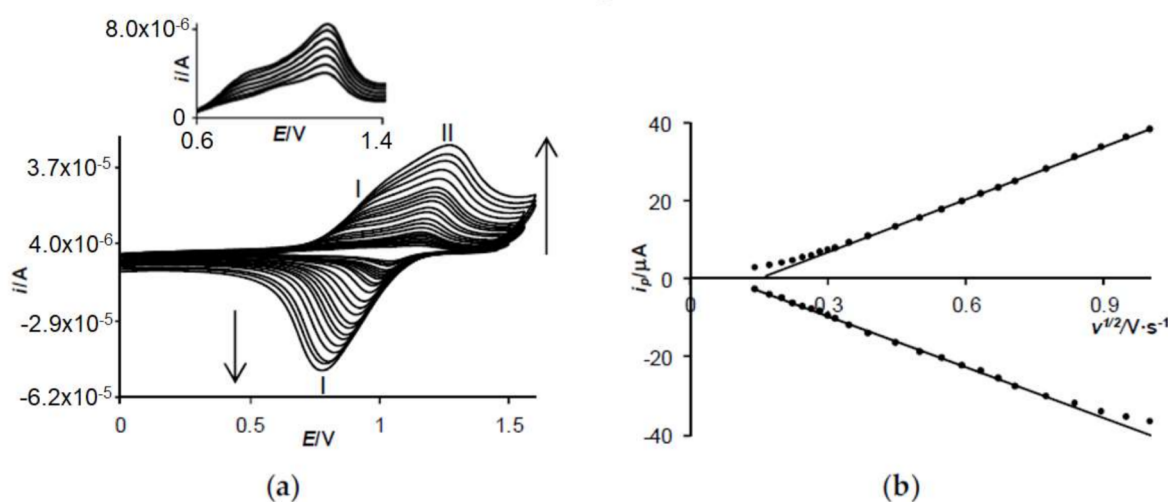 8.0x10⁻⁶
i/A
0
0.6
E/V
1.4
II
3.7x10⁻⁵
I
4.0x10⁻⁶
i/A
-2.9x10⁻⁵
I
-6.2x10⁻⁵
0
0.5
E/V
1
1.5
(a)
40
20
iₚ/µA
0
0
0.3
0.6
0.9
v^1/2/V·s⁻¹
-20
-40
(b)